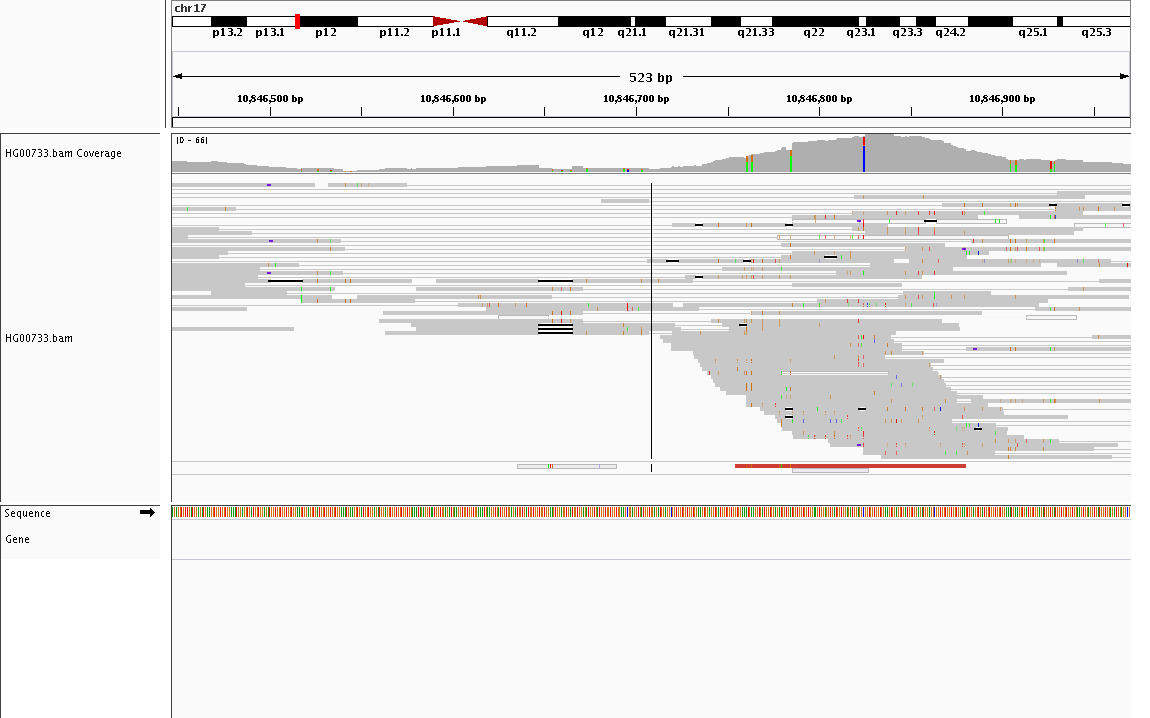 chr17
p13.2 p13.1 p12 p11.2 p11.1 q11.2 q12 q21.1 q21.31 q21.33 q22 q23.1 q23.3 q24.2 q25.1 q25.3
523 bp
10,846,500 bp 10,846,600 bp 10,846,700 bp 10,846,800 bp 10,846,900 bp
[0 - 66]
HG00733.bam Coverage
HG00733.bam
Sequence
Gene